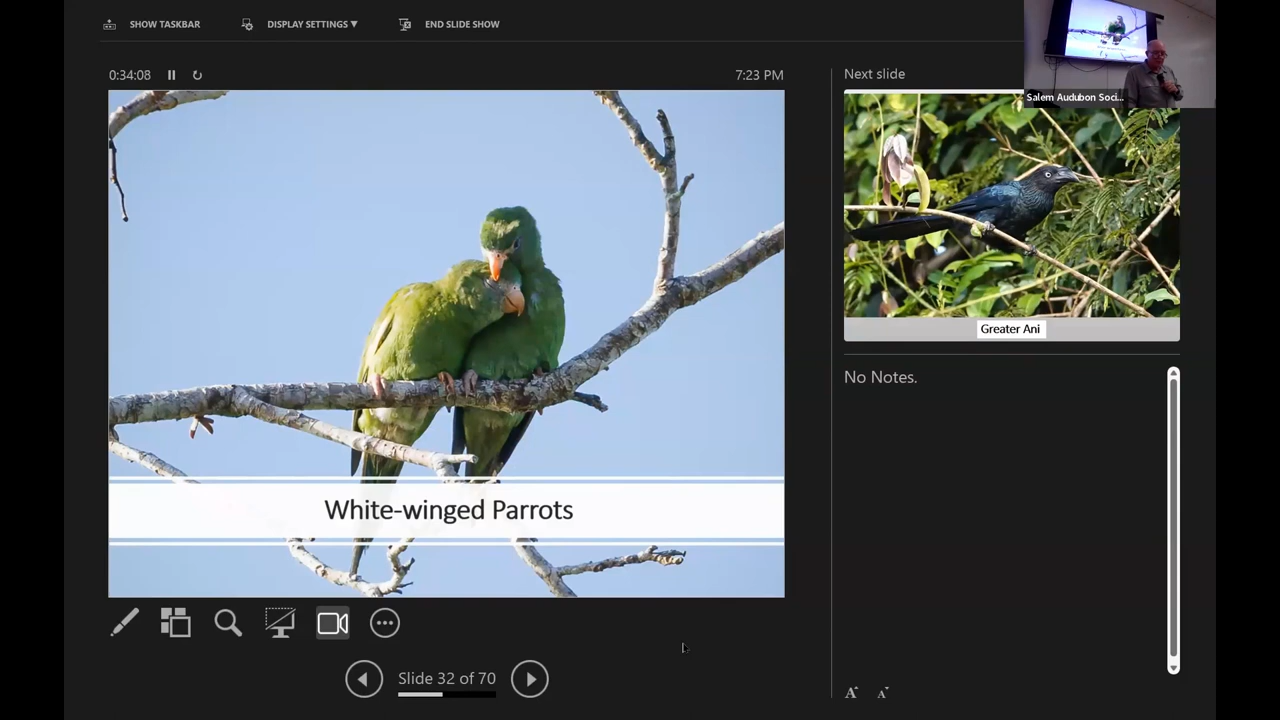 SHOW TASKBAR
DISPLAY SETTINGS ▼
END SLIDE SHOW
0:34:08
7:23 PM
Next slide
Salem Audubon Soci...
White-winged Parrots
Greater Ani
No Notes.
Slide 32 of 70
A A